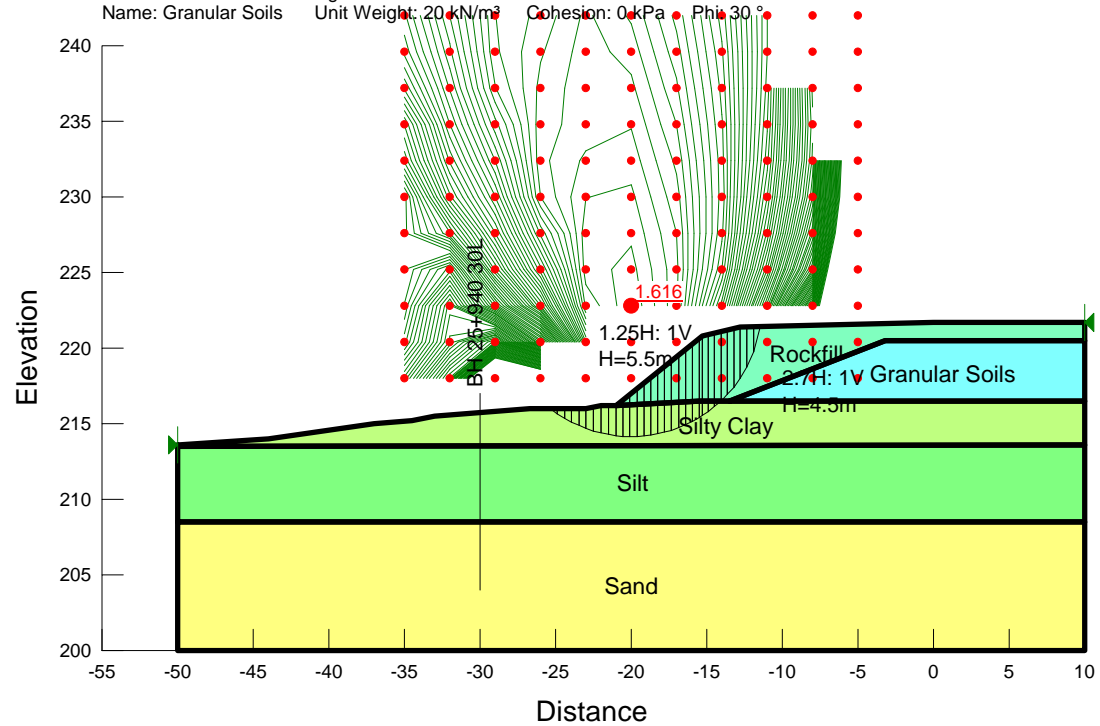 Name: Granular Soils Unit Weight: 20 kN/m³ Cohesion: 0 kPa Phi: 30 °
240
235
230
225
220
215
210
205
200
Elevation
BH 25+940 30L
1.616
1.25H: 1V
H=5.5m
Rockfill
2.7H: 1V
H=4.5m
Granular Soils
Silty Clay
Silt
Sand
-55 -50 -45 -40 -35 -30 -25 -20 -15 -10 -5 0 5 10
Distance